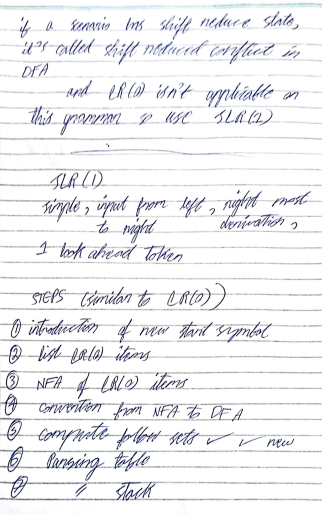 if a scenario has shift reduce state,
it's called shift reduced conflict in
DFA
and LR(0) isn't applicable on
this grammar so use SLR(1)
SLR(1)
simple, input from left, right most
to right derivation,
1 look ahead token
STEPS (similar to LR(0))
① introduction of new start symbol
② list LR(0) items
③ NFA of LR(0) items
④ convertion from NFA to DFA
⑤ compute follow sets ✓ ✓ new
⑥ Parsing table
⑦ " stack